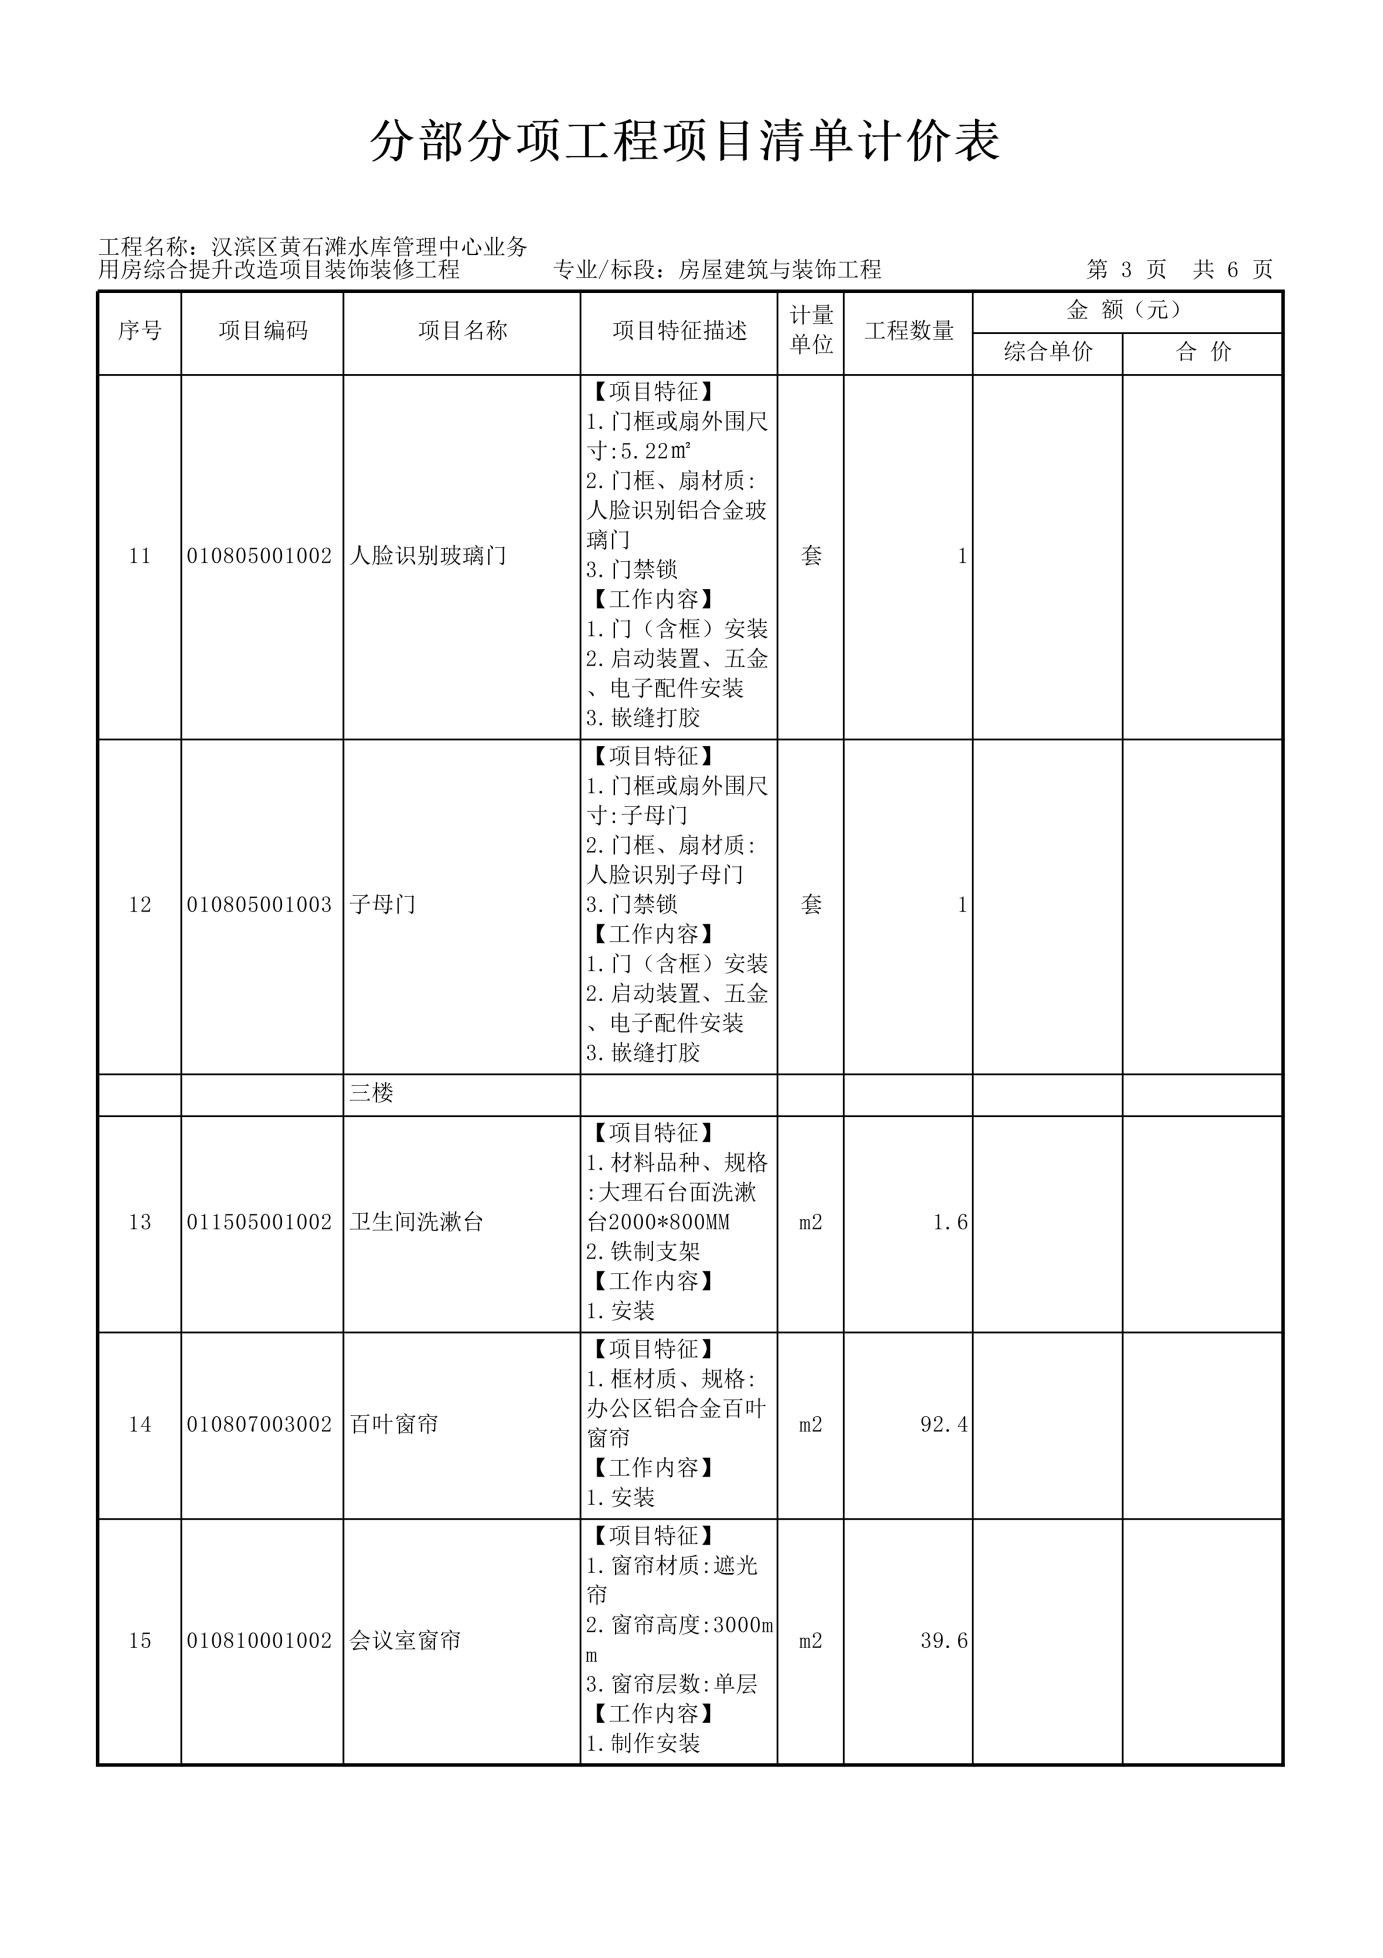 分部分项工程项目清单计价表
工程名称：汉滨区黄石滩水库管理中心业务
用房综合提升改造项目装饰装修工程 专业/标段：房屋建筑与装饰工程 第 3 页 共 6 页
序号 项目编码 项目名称 项目特征描述 计量
单位 工程数量 金 额（元）
综合单价 合 价
11 010805001002 人脸识别玻璃门
【项目特征】
1.门框或扇外围尺
寸:5.22㎡
2.门框、扇材质:
人脸识别铝合金玻
璃门
3.门禁锁
【工作内容】
1.门（含框）安装
2.启动装置、五金
、电子配件安装
3.嵌缝打胶
套 1
12 010805001003 子母门
【项目特征】
1.门框或扇外围尺
寸:子母门
2.门框、扇材质:
人脸识别子母门
3.门禁锁
【工作内容】
1.门（含框）安装
2.启动装置、五金
、电子配件安装
3.嵌缝打胶
套 1
三楼
13 011505001002 卫生间洗漱台
【项目特征】
1.材料品种、规格
:大理石台面洗漱
台2000*800MM
2.铁制支架
【工作内容】
1.安装
m2 1.6
14 010807003002 百叶窗帘
【项目特征】
1.框材质、规格:
办公区铝合金百叶
窗帘
【工作内容】
1.安装
m2 92.4
15 010810001002 会议室窗帘
【项目特征】
1.窗帘材质:遮光
帘
2.窗帘高度:3000m
m
3.窗帘层数:单层
【工作内容】
1.制作安装
m2 39.6